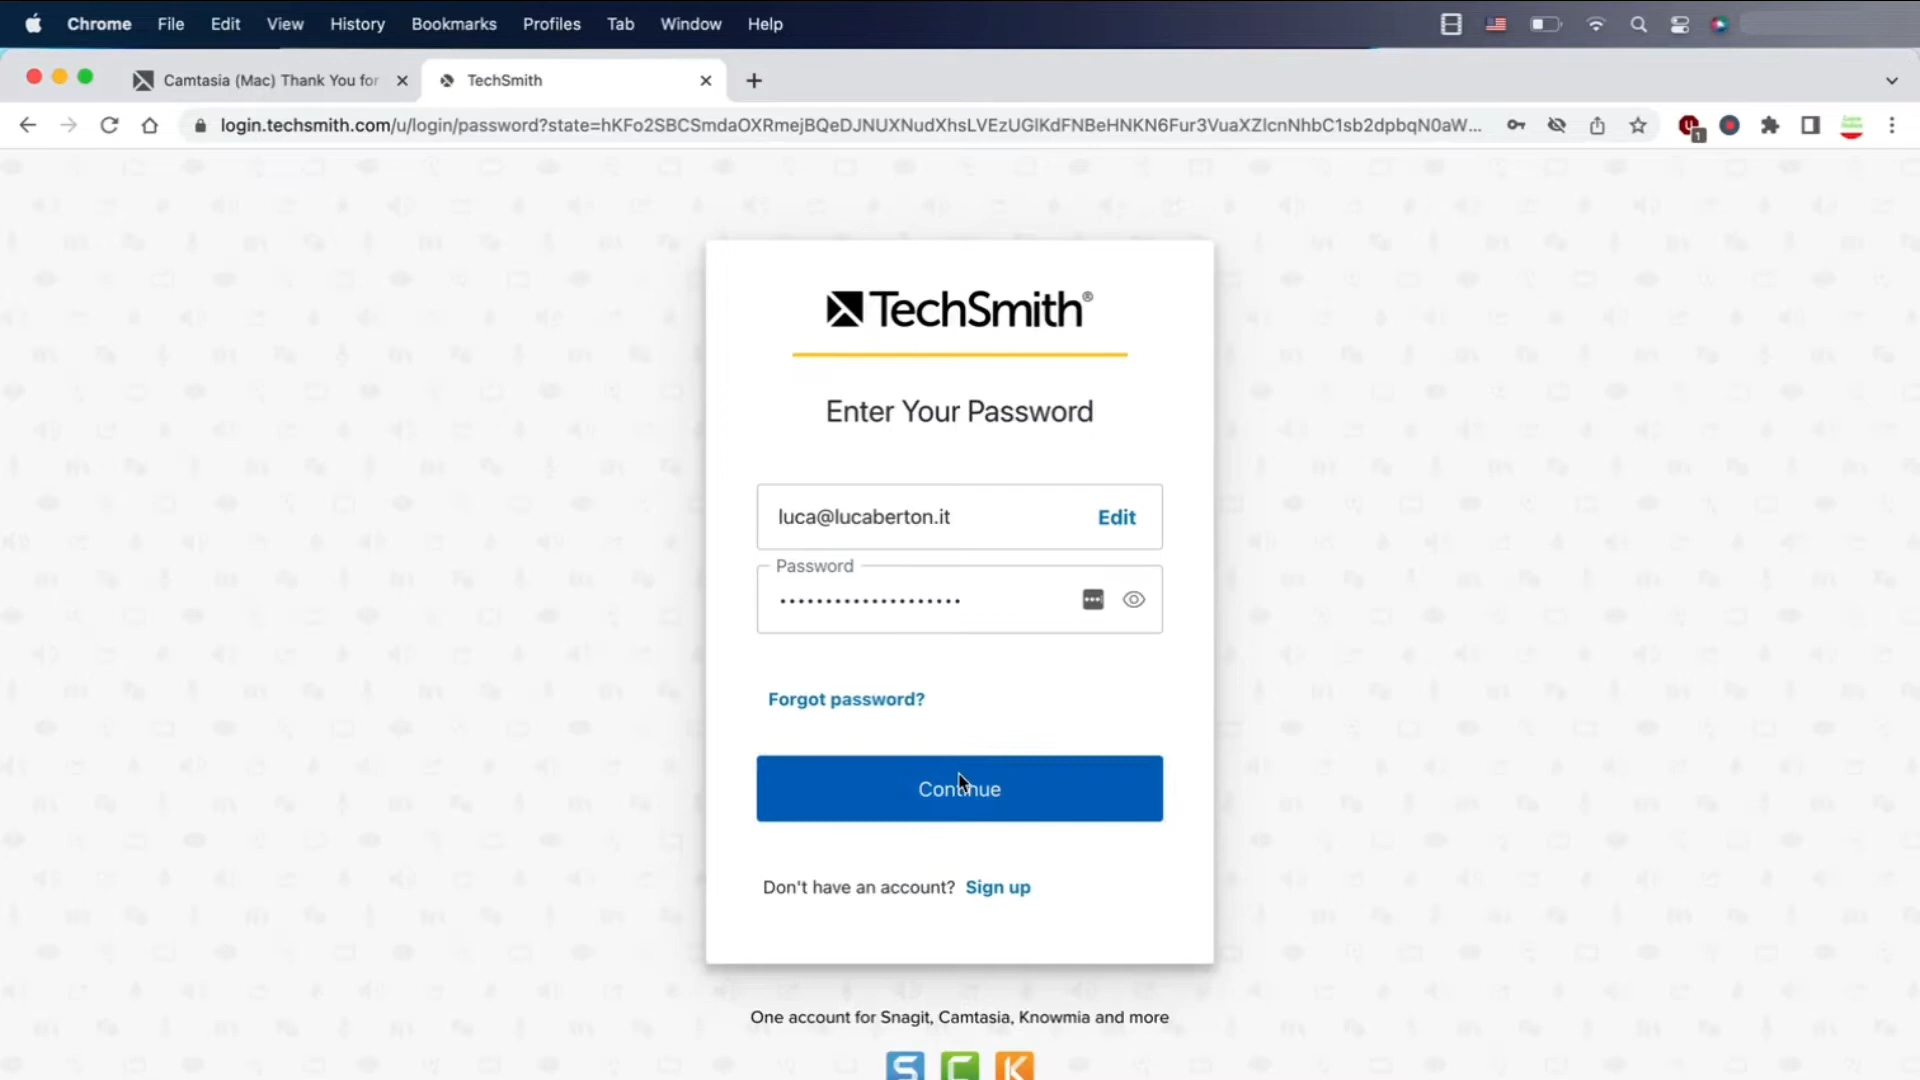 Chrome File Edit View History Bookmarks Profiles Tab Window Help
Camtasia (Mac) Thank You for
TechSmith
login.techsmith.com/u/login/password?state=hKFo2SBCSmdaOXRmejBQeDJNUXNudXhsLVEzUGlKdFNBeHNKN6Fur3VuaXZlcnNhbC1sb2dpbqN0aW...
1
TechSmith®
Enter Your Password
luca@lucaberton.it Edit
Password
••••••••••••••••••••
Forgot password?
Continue
Don't have an account? Sign up
One account for Snagit, Camtasia, Knowmia and more
S C K